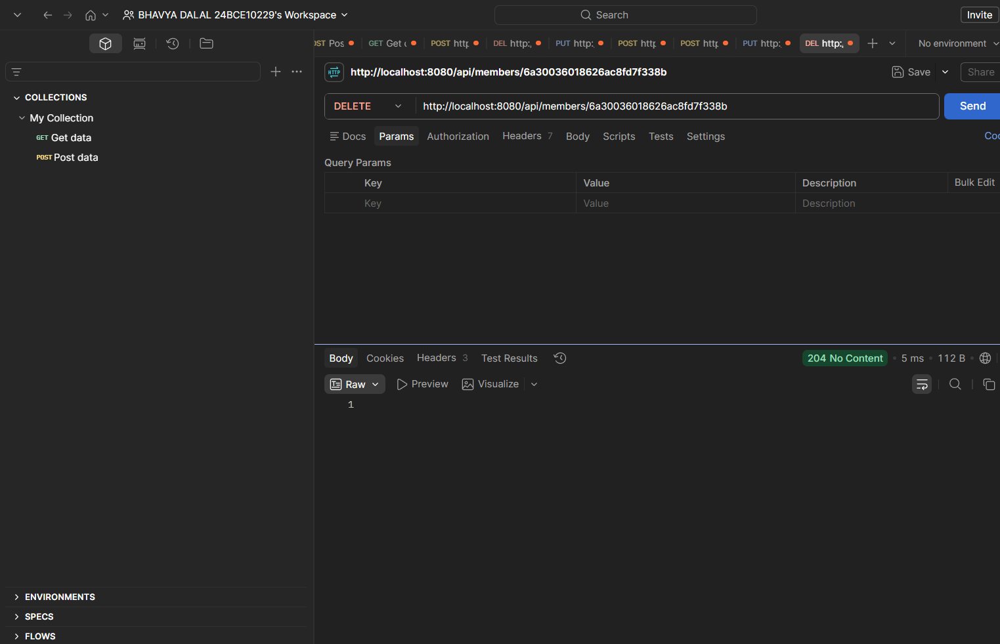 BHAVYA DALAL 24BCE10229's Workspace
Search
Invite
OST Pos
GET Get
POST http
DEL http:
PUT http:
POST http
POST http
PUT http:
DEL http:
No environment
HTTP http://localhost:8080/api/members/6a30036018626ac8fd7f338b
Save
Share
COLLECTIONS
My Collection
GET Get data
POST Post data
DELETE
http://localhost:8080/api/members/6a30036018626ac8fd7f338b
Send
Docs
Params
Authorization
Headers 7
Body
Scripts
Tests
Settings
Coo
Query Params
Key
Value
Description
Bulk Edit
Key
Value
Description
Body
Cookies
Headers 3
Test Results
204 No Content
5 ms
112 B
Raw
Preview
Visualize
1
ENVIRONMENTS
SPECS
FLOWS